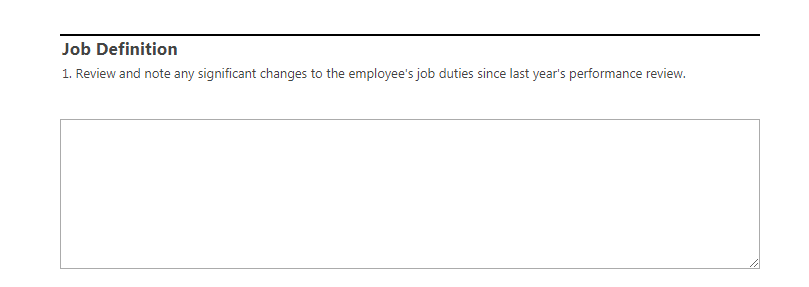 Job Definition
1. Review and note any significant changes to the employee's job duties since last year's performance review.